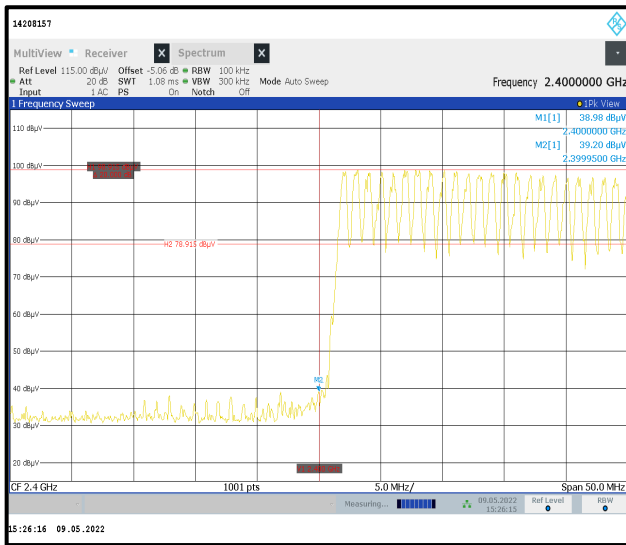 14208157
MultiView Receiver X Spectrum X
Ref Level 115.00 dBµV Offset -5.06 dB RBW 100 kHz
Att 20 dB SWT 1.08 ms VBW 300 kHz Mode Auto Sweep Frequency 2.4000000 GHz
Input 1 AC PS On Notch Off
1 Frequency Sweep 1Pk View
M1[1] 38.98 dBµV
2.4000000 GHz
M2[1] 39.20 dBµV
2.3999500 GHz
110 dBµV
100 dBµV
90 dBµV
80 dBµV
H2 78.915 dBµV
70 dBµV
60 dBµV
50 dBµV
40 dBµV
M2
30 dBµV
20 dBµV
CF 2.4 GHz 1001 pts 5.0 MHz/ Span 50.0 MHz
Measuring... 09.05.2022 15:26:15 Ref Level RBW
15:26:16 09.05.2022